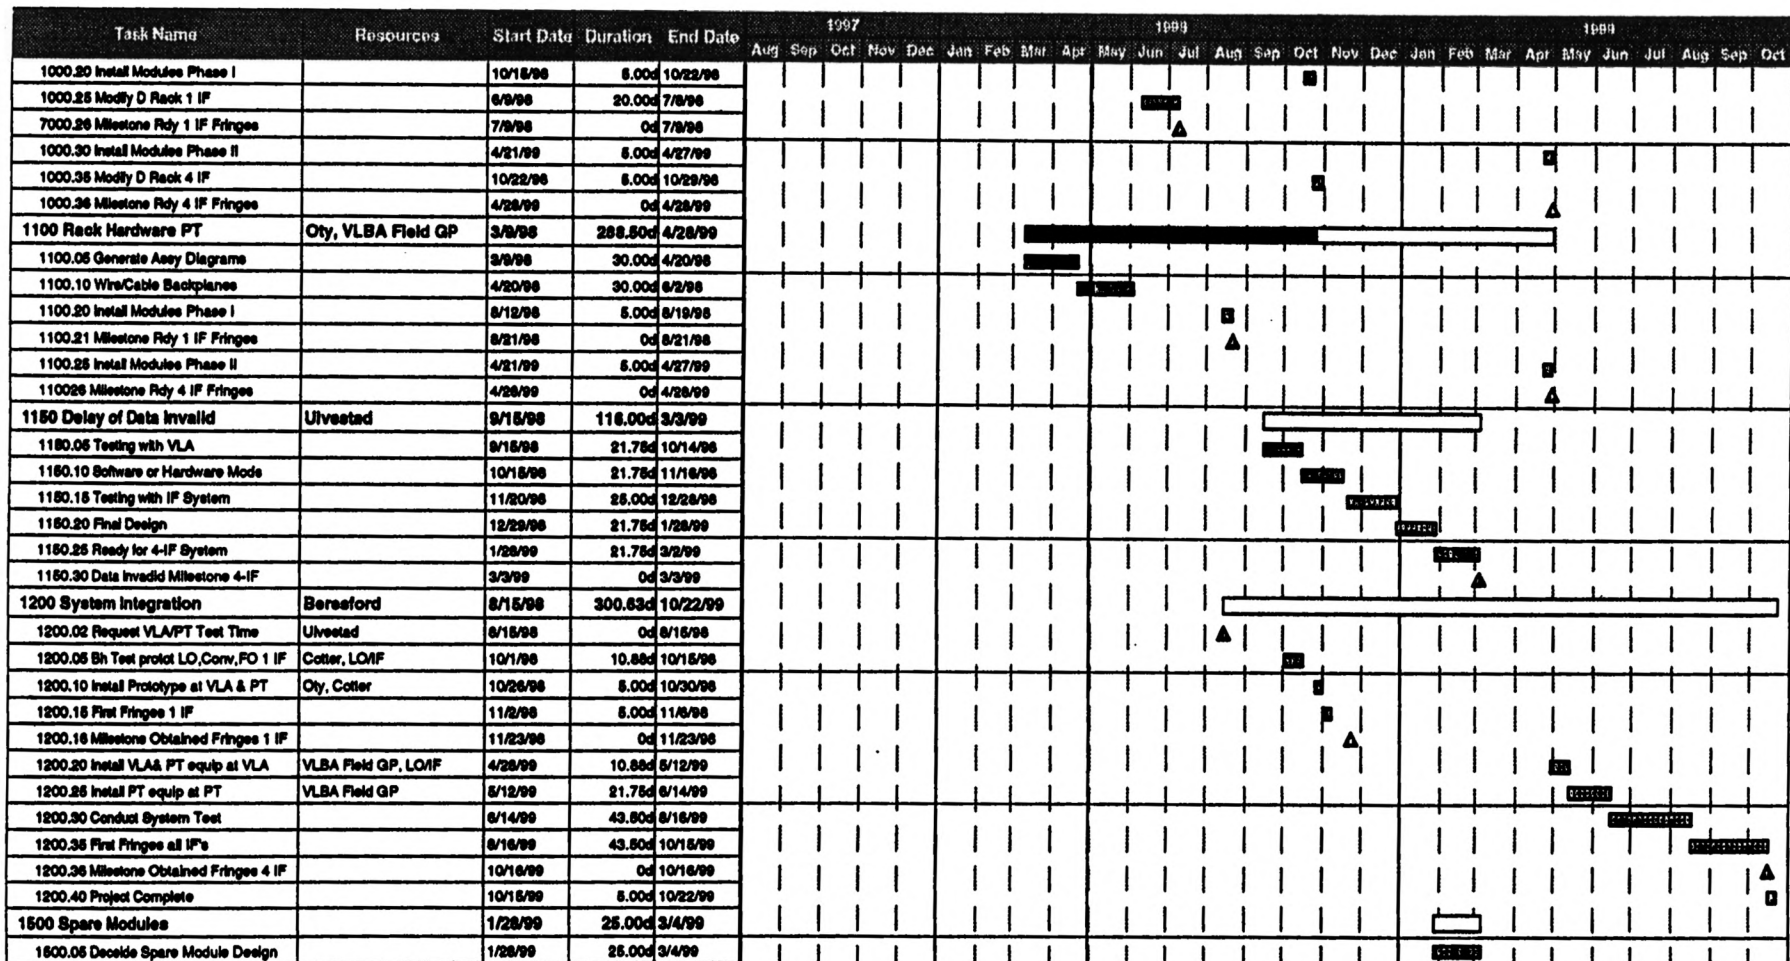 Task Name Resources Start Date Duration End Date 1997 1998 1999
Aug Sep Oct Nov Dec Jan Feb Mar Apr May Jun Jul Aug Sep Oct Nov Dec Jan Feb Mar Apr May Jun Jul Aug Sep Oct
1000.20 Install Modules Phase I 10/15/98 5.00d 10/22/98
1000.25 Modify D Rack 1 IF 6/9/98 20.00d 7/8/98
7000.26 Milestone Rdy 1 IF Fringes 7/9/98 0d 7/9/98
1000.30 Install Modules Phase II 4/21/99 5.00d 4/27/99
1000.35 Modify D Rack 4 IF 10/22/98 5.00d 10/29/98
1000.36 Milestone Rdy 4 IF Fringes 4/28/99 0d 4/28/99
1100 Rack Hardware PT Oty, VLBA Field GP 3/9/98 288.50d 4/28/99
1100.05 Generate Assy Diagrams 3/9/98 30.00d 4/20/98
1100.10 Wire/Cable Backplanes 4/20/98 30.00d 6/2/98
1100.20 Install Modules Phase I 8/12/98 5.00d 8/19/98
1100.21 Milestone Rdy 1 IF Fringes 8/21/98 0d 8/21/98
1100.25 Install Modules Phase II 4/21/99 5.00d 4/27/99
110026 Milestone Rdy 4 IF Fringes 4/28/99 0d 4/28/99
1150 Delay of Data Invalid Ulvestad 9/15/98 116.00d 3/3/99
1150.05 Testing with VLA 9/15/98 21.75d 10/14/98
1150.10 Software or Hardware Mods 10/15/98 21.75d 11/16/98
1150.15 Testing with IF System 11/20/98 25.00d 12/28/98
1150.20 Final Design 12/29/98 21.75d 1/28/99
1150.25 Ready for 4-IF System 1/28/99 21.75d 3/2/99
1150.30 Data Invadid Milestone 4-IF 3/3/99 0d 3/3/99
1200 System Integration Beresford 8/15/98 300.63d 10/22/99
1200.02 Request VLA/PT Test Time Ulvestad 8/15/98 0d 8/15/98
1200.05 Bh Test protot LO,Conv,FO 1 IF Cotter, LO/IF 10/1/98 10.88d 10/15/98
1200.10 Install Prototype at VLA & PT Oty, Cotter 10/26/98 5.00d 10/30/98
1200.15 First Fringes 1 IF 11/2/98 5.00d 11/6/98
1200.16 Milestone Obtained Fringes 1 IF 11/23/98 0d 11/23/98
1200.20 Install VLA& PT equip at VLA VLBA Field GP, LO/IF 4/28/99 10.88d 5/12/99
1200.25 Install PT equip at PT VLBA Field GP 5/12/99 21.75d 6/14/99
1200.30 Conduct System Test 6/14/99 43.50d 8/16/99
1200.35 First Fringes all IF's 8/16/99 43.50d 10/15/99
1200.36 Milestone Obtained Fringes 4 IF 10/16/99 0d 10/16/99
1200.40 Project Complete 10/15/99 5.00d 10/22/99
1500 Spare Modules 1/28/99 25.00d 3/4/99
1500.05 Deceide Spare Module Design 1/28/99 25.00d 3/4/99